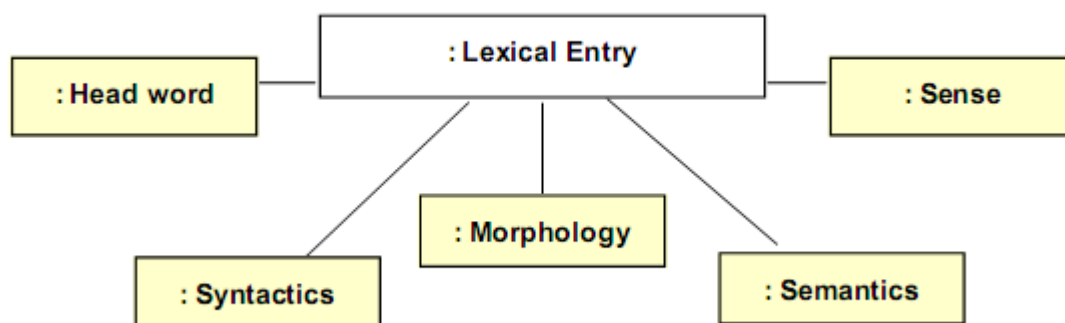 : Lexical Entry
: Head word
: Sense
: Morphology
: Syntactics
: Semantics